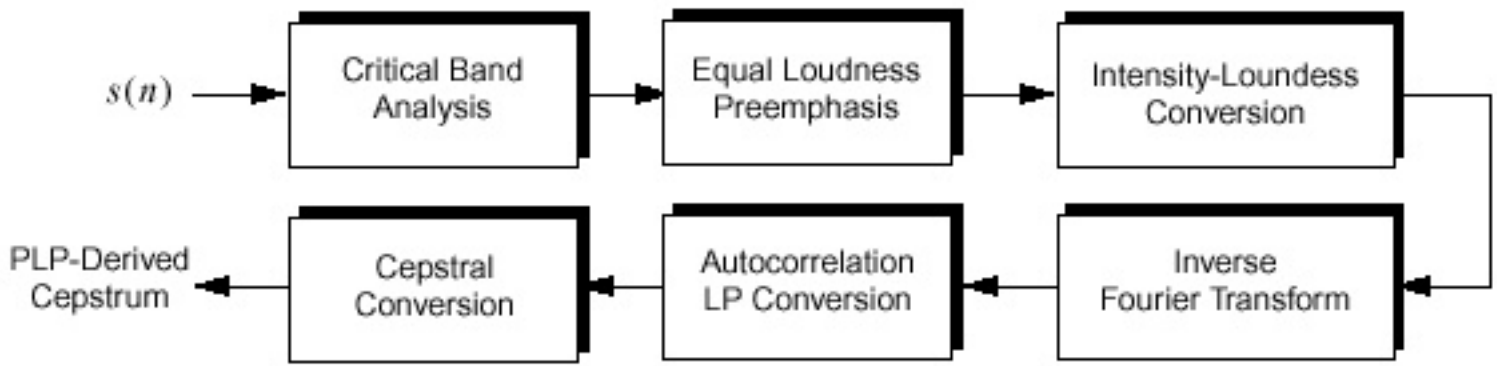 s(n)
Critical Band
Analysis
Equal Loudness
Preemphasis
Intensity-Loundess
Conversion
Inverse
Fourier Transform
Autocorrelation
LP Conversion
Cepstral
Conversion
PLP-Derived
Cepstrum